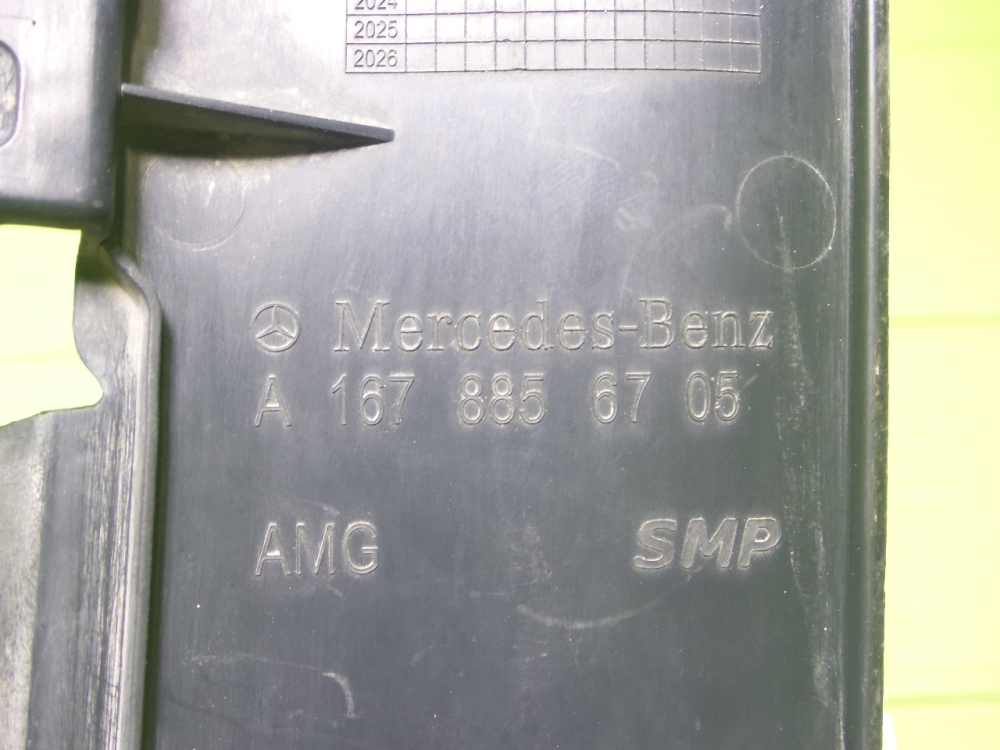 2024
2025
2026
Mercedes-Benz
A 167 885 67 05
AMG SMP